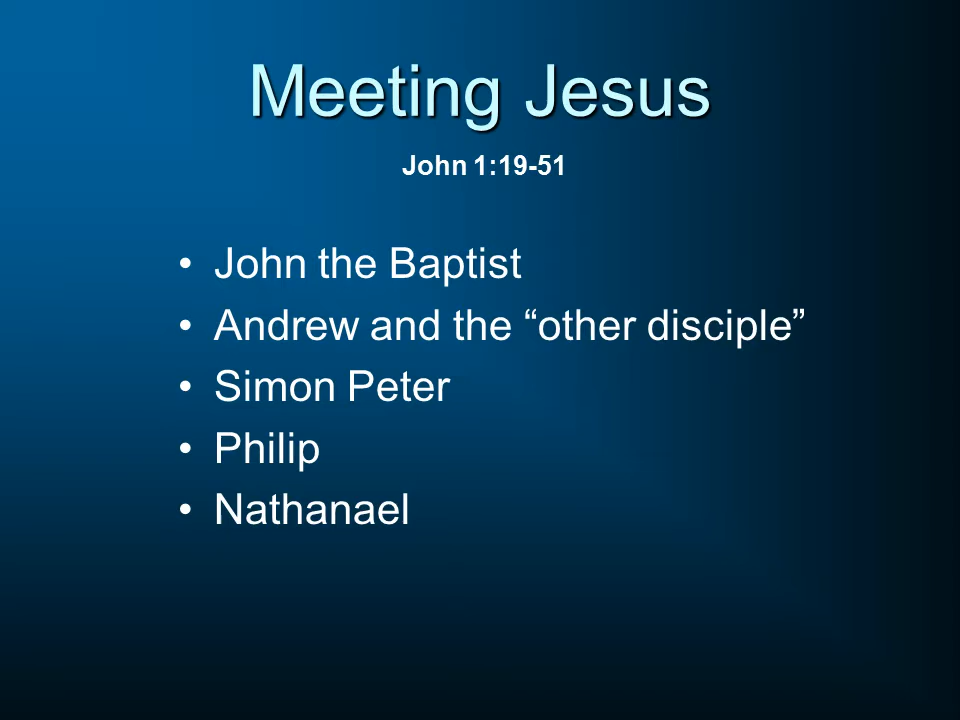 Meeting Jesus
John 1:19-51
• John the Baptist
• Andrew and the “other disciple”
• Simon Peter
• Philip
• Nathanael